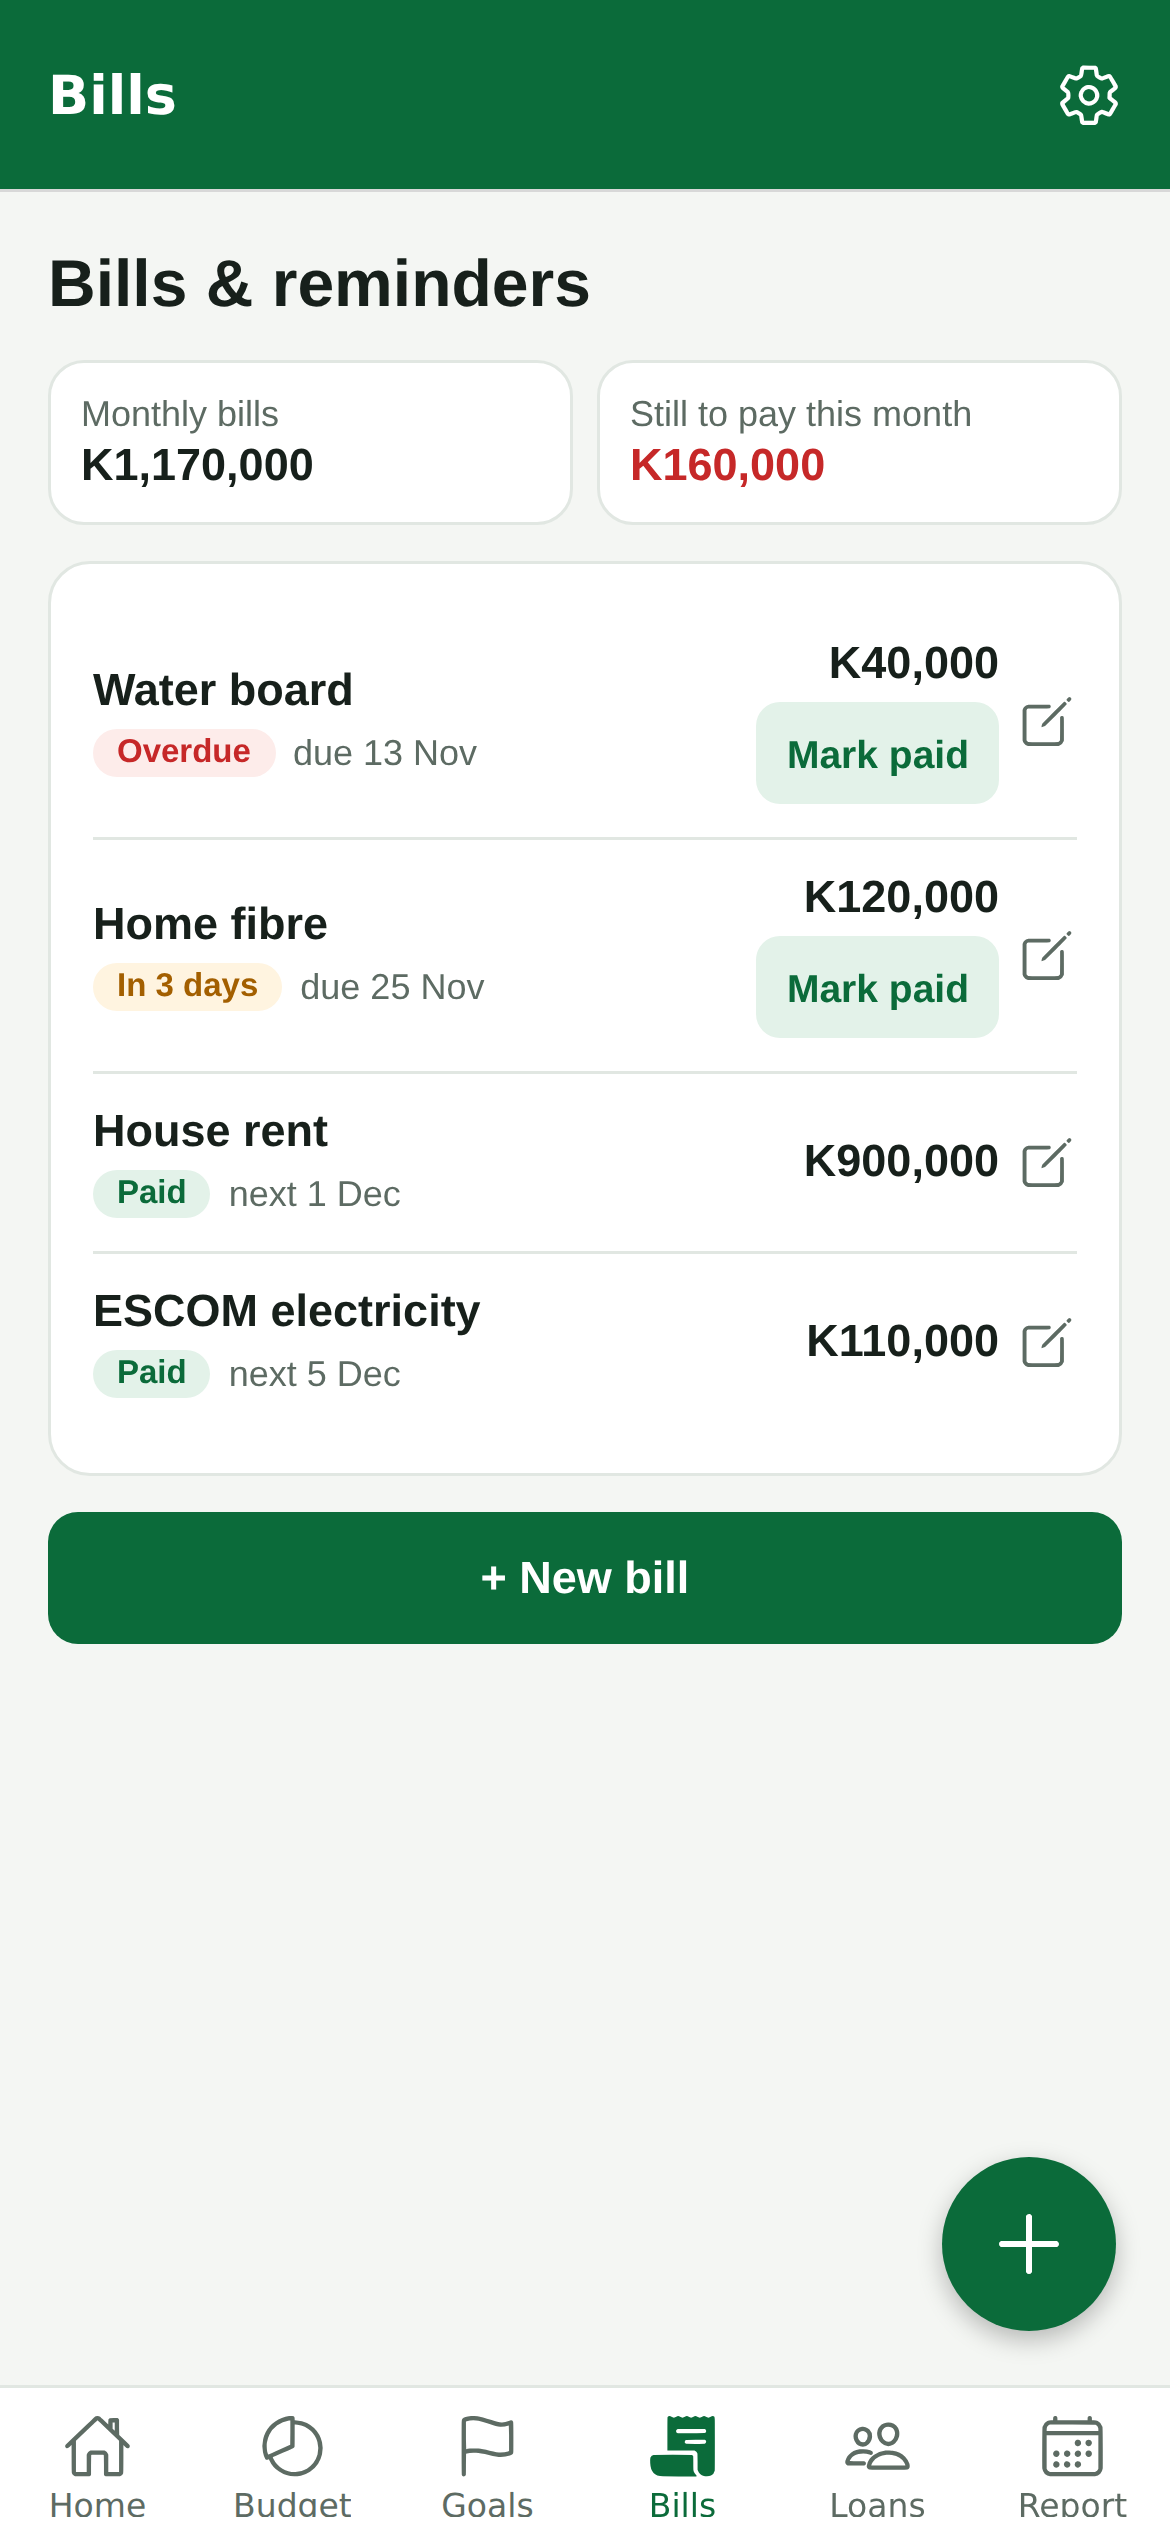 Bills
Bills & reminders
Monthly bills
K1,170,000
Still to pay this month
K160,000
Water board
Overdue due 13 Nov
K40,000
Mark paid
Home fibre
In 3 days due 25 Nov
K120,000
Mark paid
House rent
Paid next 1 Dec
K900,000
ESCOM electricity
Paid next 5 Dec
K110,000
+ New bill
Home Budget Goals Bills Loans Report